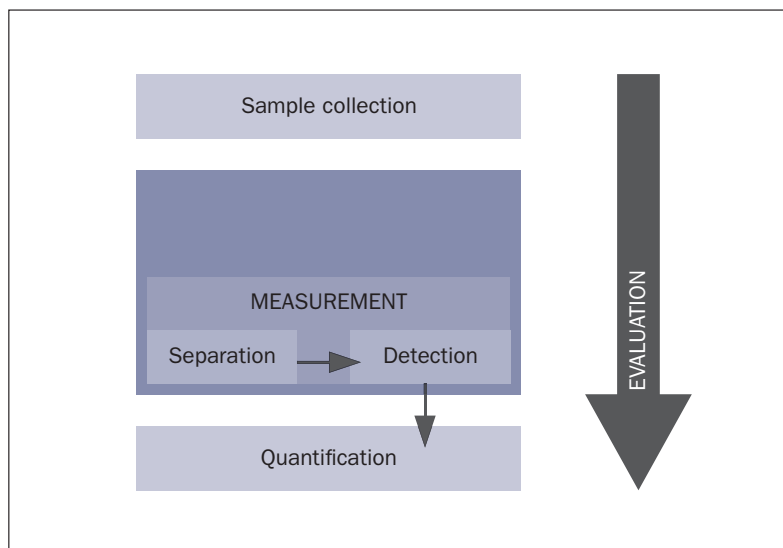 Sample collection
MEASUREMENT
Separation
Detection
Quantification
EVALUATION